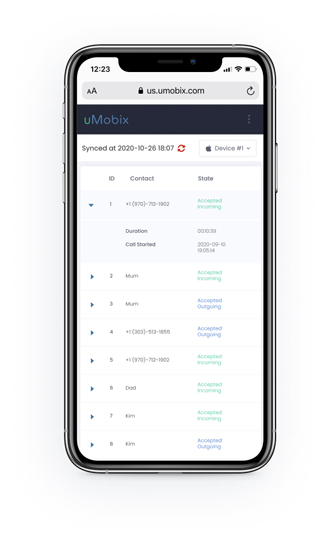 12:23
AA us.umobix.com
uMobix
Synced at 2020-10-26 18:07 Device #1
ID Contact State
1 +1 (970)-713-1902 Accepted Incoming
Duration 00:10:39
Call Started 2020-09-10 19:05:14
2 Mum Accepted Incoming
3 Mum Accepted Outgoing
4 +1 (303)-513-1855 Accepted Outgoing
5 +1 (970)-713-1902 Accepted Incoming
6 Dad Accepted Incoming
7 Kim Accepted Incoming
8 Kim Accepted Outgoing